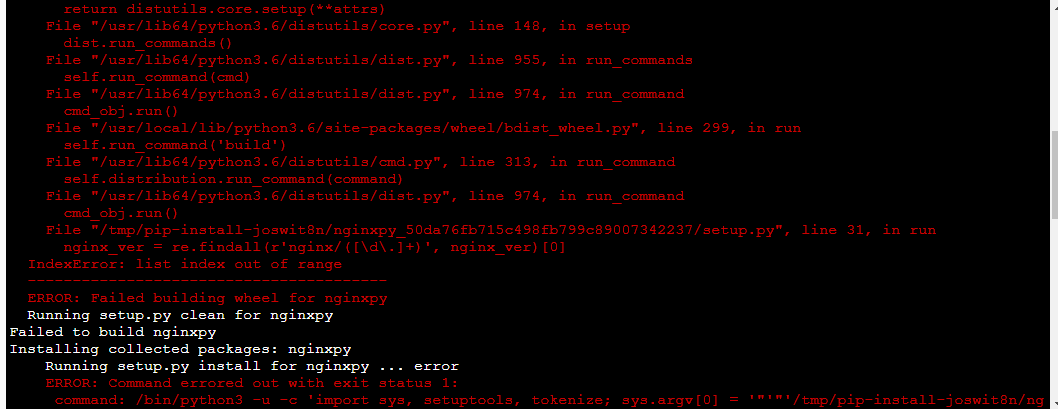 return distutils.core.setup(**attrs)
File "/usr/lib64/python3.6/distutils/core.py", line 148, in setup
dist.run_commands()
File "/usr/lib64/python3.6/distutils/dist.py", line 955, in run_commands
self.run_command(cmd)
File "/usr/lib64/python3.6/distutils/dist.py", line 974, in run_command
cmd_obj.run()
File "/usr/local/lib/python3.6/site-packages/wheel/bdist_wheel.py", line 299, in run
self.run_command('build')
File "/usr/lib64/python3.6/distutils/cmd.py", line 313, in run_command
self.distribution.run_command(command)
File "/usr/lib64/python3.6/distutils/dist.py", line 974, in run_command
cmd_obj.run()
File "/tmp/pip-install-joswit8n/nginxpy_50da76fb715c498fb799c89007342237/setup.py", line 31, in run
nginx_ver = re.findall(r'nginx/([\d\.]+)', nginx_ver)[0]
IndexError: list index out of range
----------------------------------------
ERROR: Failed building wheel for nginxpy
Running setup.py clean for nginxpy
Failed to build nginxpy
Installing collected packages: nginxpy
Running setup.py install for nginxpy ... error
ERROR: Command errored out with exit status 1:
command: /bin/python3 -u -c 'import sys, setuptools, tokenize; sys.argv[0] = '"'"'/tmp/pip-install-joswit8n/ng